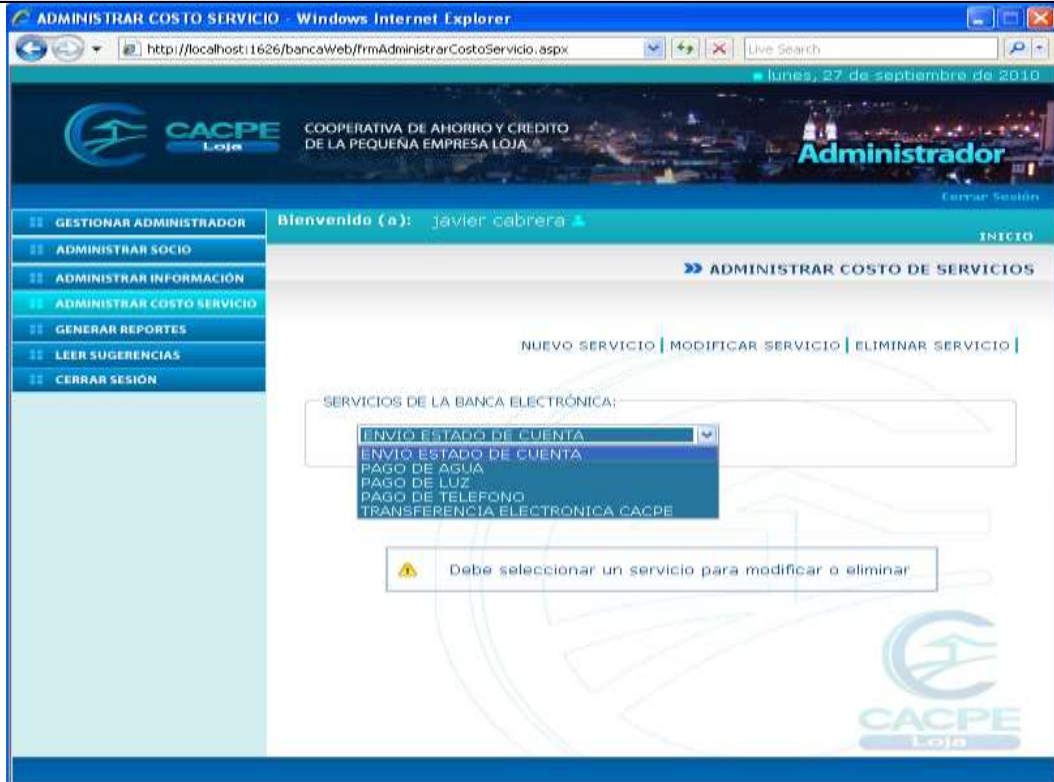 ADMINISTRAR COSTO SERVICIO - Windows Internet Explorer
http://localhost:1626/bancaWeb/frmAdministrarCostoServicio.aspx
Live Search
lunes, 27 de septiembre de 2010
CACPE
Loja
COOPERATIVA DE AHORRO Y CREDITO
DE LA PEQUEÑA EMPRESA LOJA
Administrador
Cerrar Sesión
Bienvenido (a): javier cabrera
INICIO
GESTIONAR ADMINISTRADOR
ADMINISTRAR SOCIO
ADMINISTRAR INFORMACIÓN
ADMINISTRAR COSTO SERVICIO
GENERAR REPORTES
LEER SUGERENCIAS
CERRAR SESIÓN
ADMINISTRAR COSTO DE SERVICIOS
NUEVO SERVICIO | MODIFICAR SERVICIO | ELIMINAR SERVICIO |
SERVICIOS DE LA BANCA ELECTRÓNICA:
ENVIO ESTADO DE CUENTA
ENVIO ESTADO DE CUENTA
PAGO DE AGUA
PAGO DE LUZ
PAGO DE TELEFONO
TRANSFERENCIA ELECTRONICA CACPE
Debe seleccionar un servicio para modificar o eliminar
CACPE
Loja